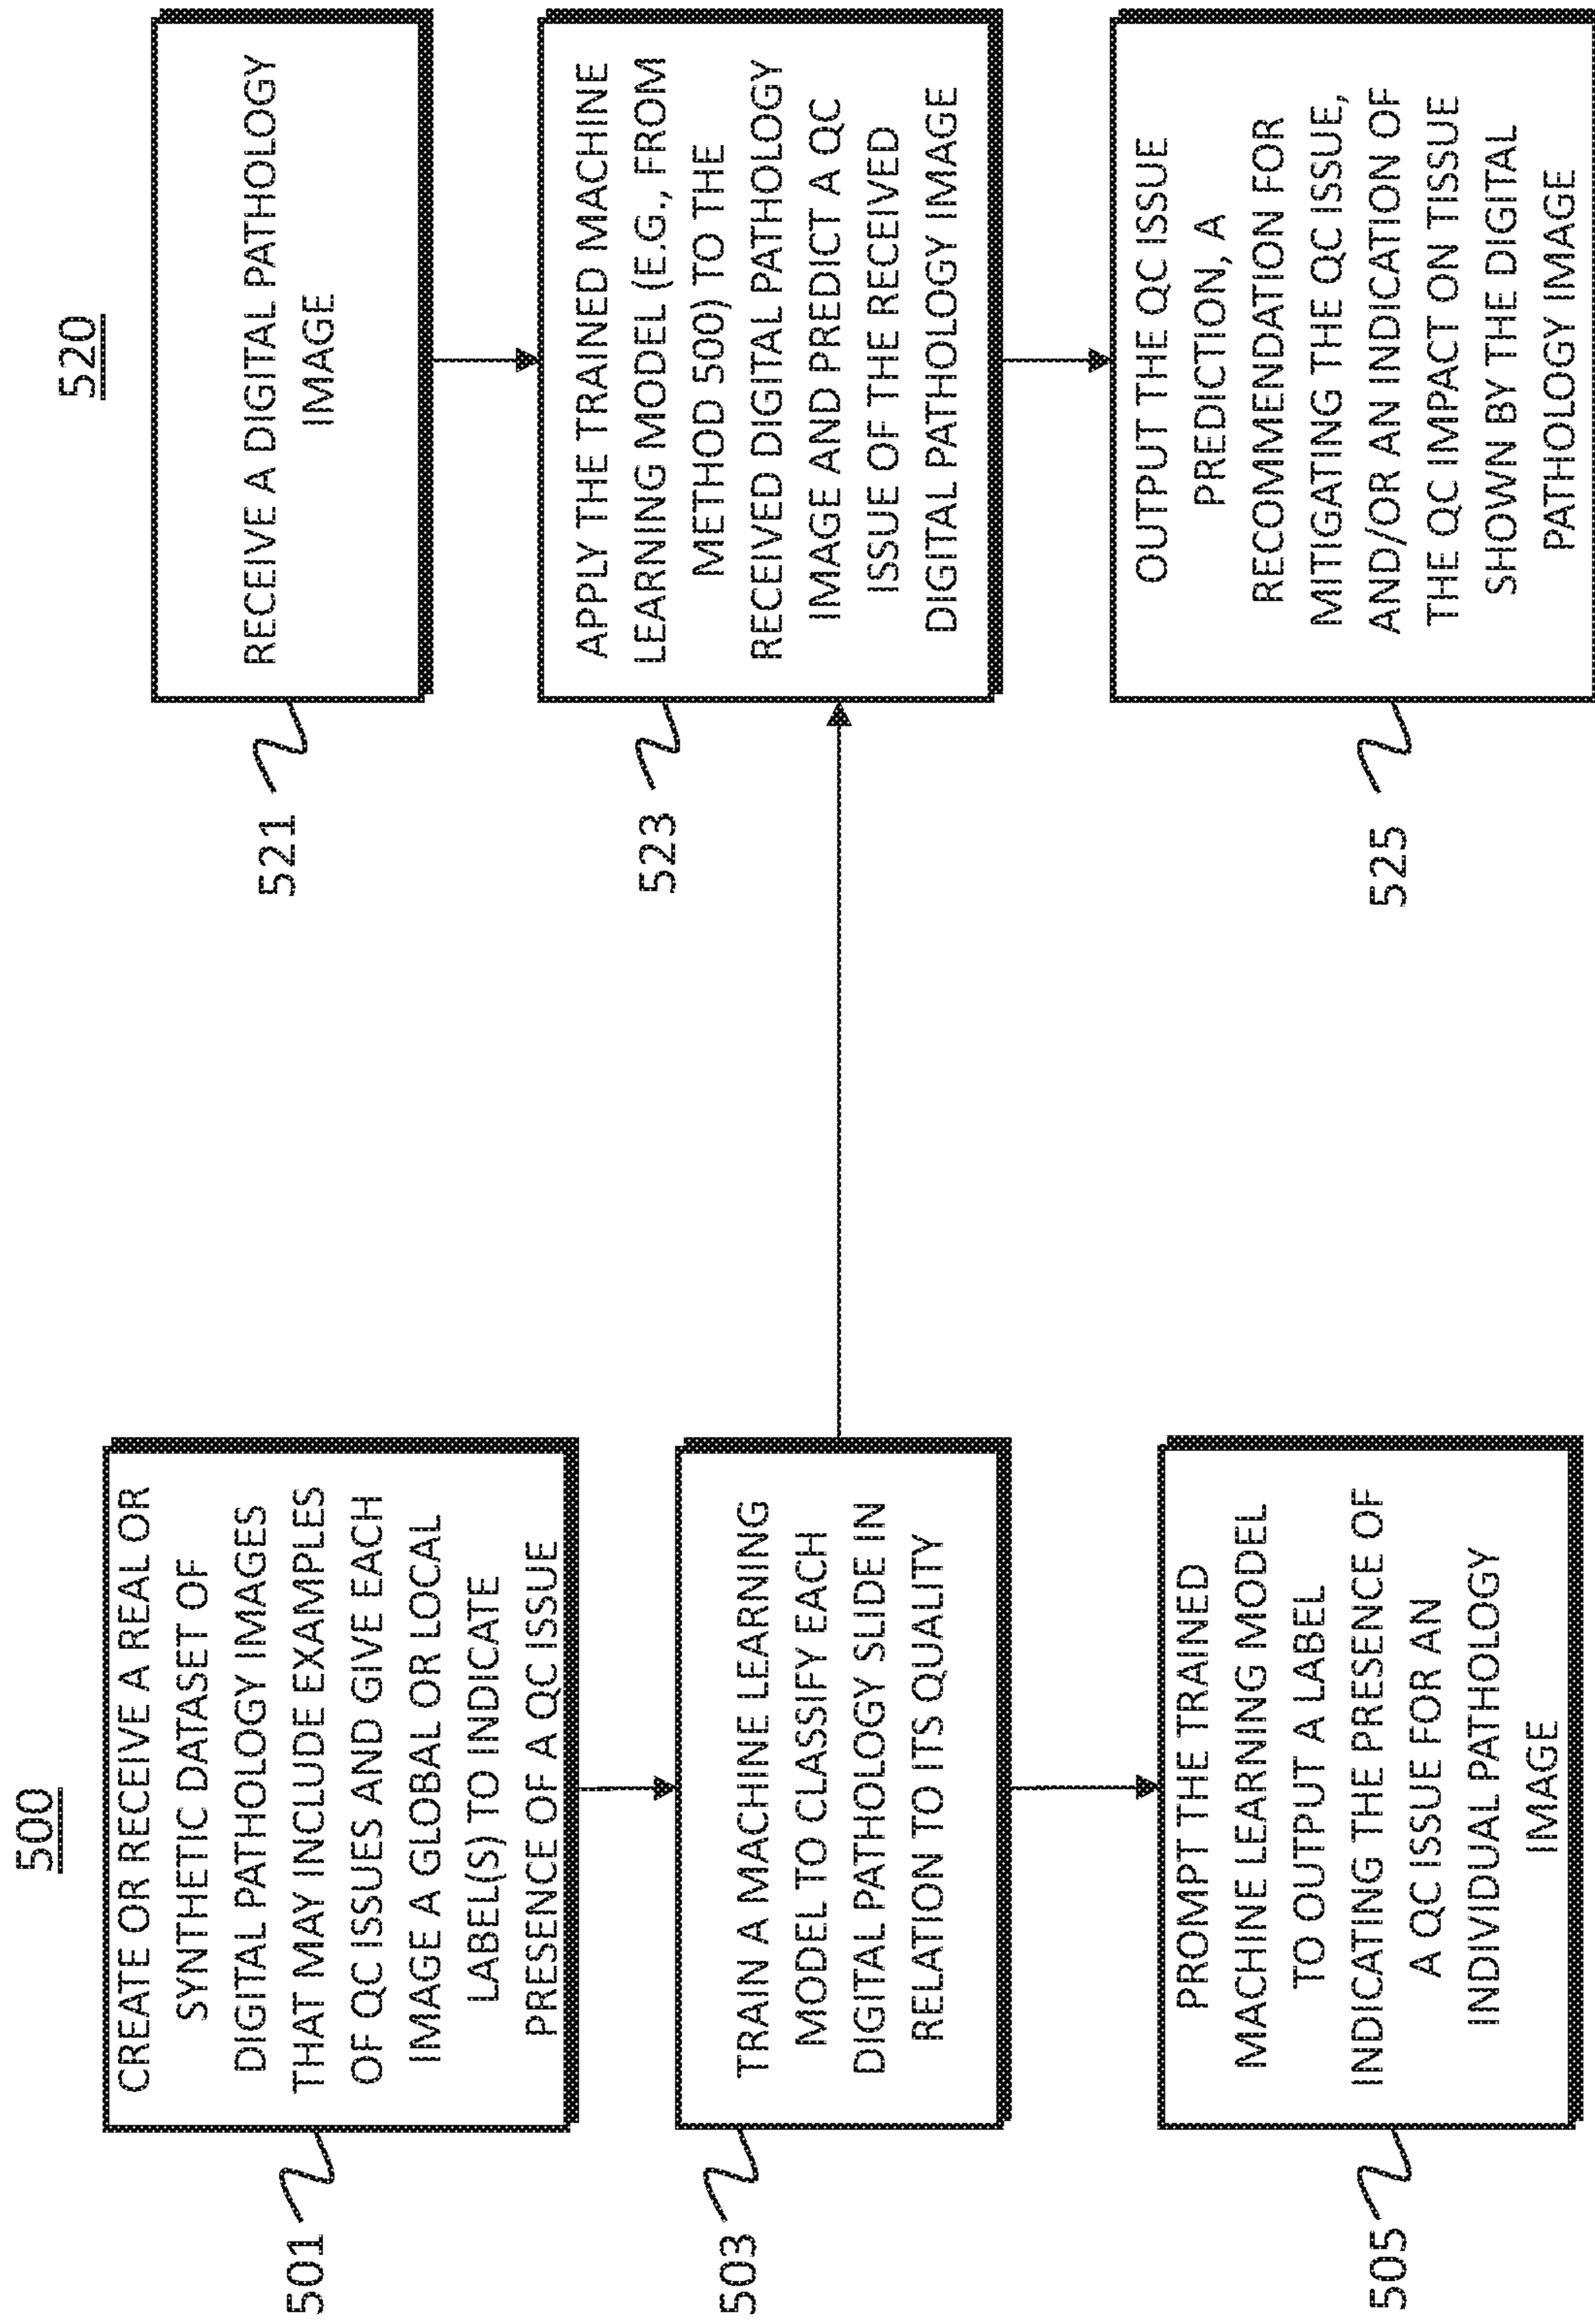 500
501
CREATE OR RECEIVE A REAL OR
SYNTHETIC DATASET OF
DIGITAL PATHOLOGY IMAGES
THAT MAY INCLUDE EXAMPLES
OF QC ISSUES AND GIVE EACH
IMAGE A GLOBAL OR LOCAL
LABEL(S) TO INDICATE
PRESENCE OF A QC ISSUE
503
TRAIN A MACHINE LEARNING
MODEL TO CLASSIFY EACH
DIGITAL PATHOLOGY SLIDE IN
RELATION TO ITS QUALITY
505
PROMPT THE TRAINED
MACHINE LEARNING MODEL
TO OUTPUT A LABEL
INDICATING THE PRESENCE OF
A QC ISSUE FOR AN
INDIVIDUAL PATHOLOGY
IMAGE
520
521
RECEIVE A DIGITAL PATHOLOGY
IMAGE
523
APPLY THE TRAINED MACHINE
LEARNING MODEL (E.G., FROM
METHOD 500) TO THE
RECEIVED DIGITAL PATHOLOGY
IMAGE AND PREDICT A QC
ISSUE OF THE RECEIVED
DIGITAL PATHOLOGY IMAGE
525
OUTPUT THE QC ISSUE
PREDICTION, A
RECOMMENDATION FOR
MITIGATING THE QC ISSUE,
AND/OR AN INDICATION OF
THE QC IMPACT ON TISSUE
SHOWN BY THE DIGITAL
PATHOLOGY IMAGE